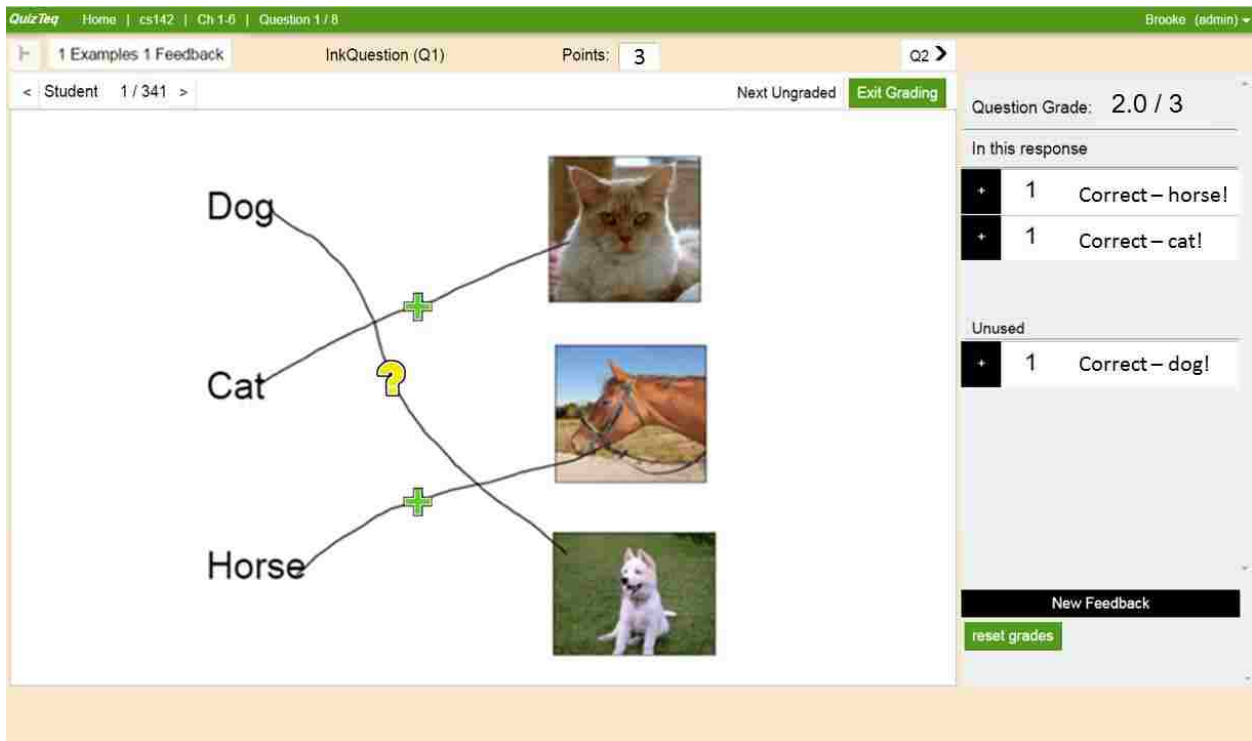 QuizTeq Home | cs142 | Ch 1-6 | Question 1 / 8 Brooke (admin)
1 Examples 1 Feedback InkQuestion (Q1) Points: 3 Q2 >
< Student 1 / 341 > Next Ungraded Exit Grading
Question Grade: 2.0 / 3
In this response
+ 1 Correct – horse!
+ 1 Correct – cat!
Unused
+ 1 Correct – dog!
New Feedback
reset grades
Dog
Cat
?
Horse